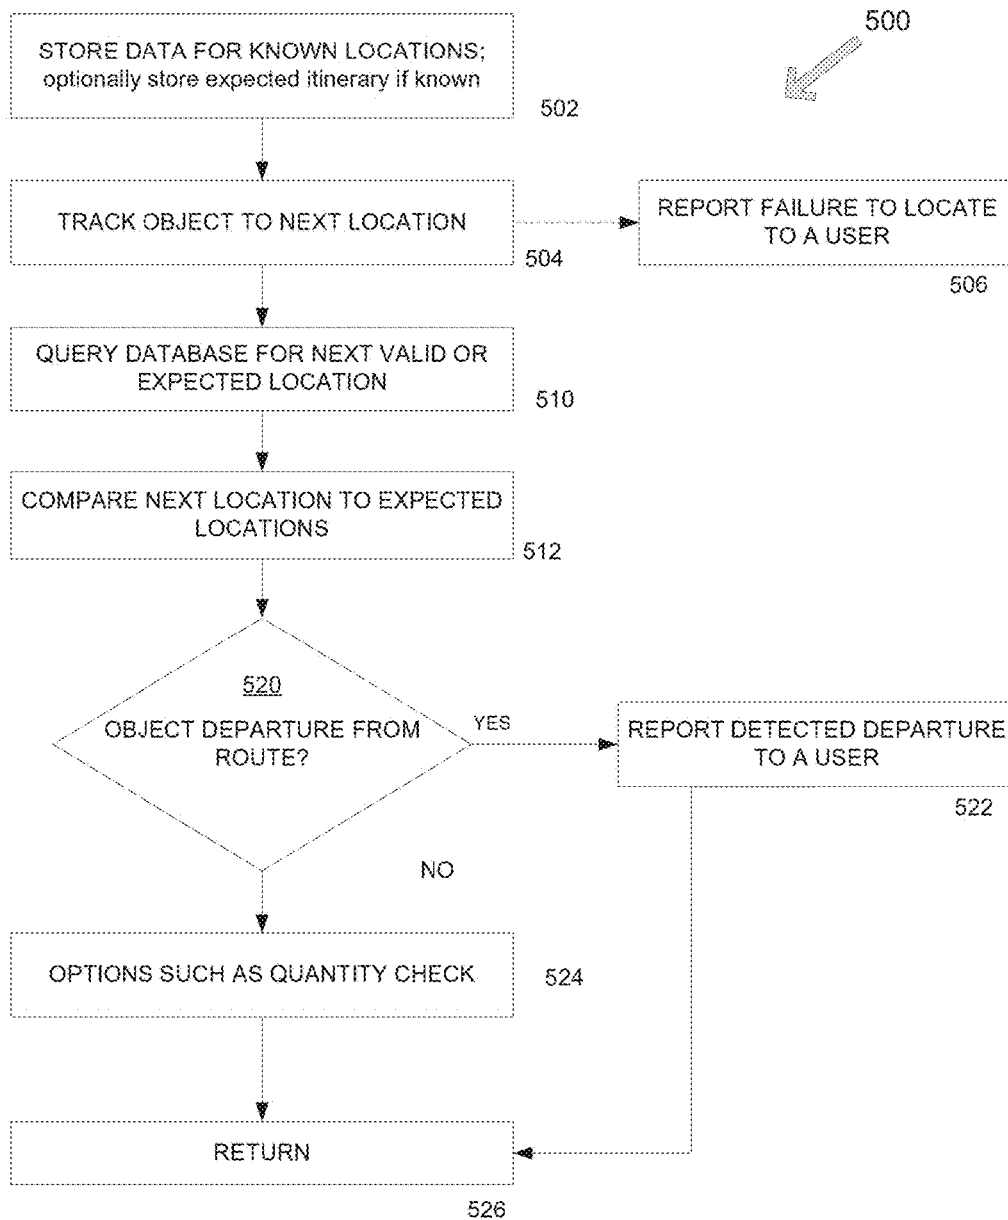 500
STORE DATA FOR KNOWN LOCATIONS;
optionally store expected itinerary if known
502
TRACK OBJECT TO NEXT LOCATION
504
REPORT FAILURE TO LOCATE
TO A USER
506
QUERY DATABASE FOR NEXT VALID OR
EXPECTED LOCATION
510
COMPARE NEXT LOCATION TO EXPECTED
LOCATIONS
512
520
OBJECT DEPARTURE FROM
ROUTE?
YES
REPORT DETECTED DEPARTURE
TO A USER
522
NO
OPTIONS SUCH AS QUANTITY CHECK
524
RETURN
526